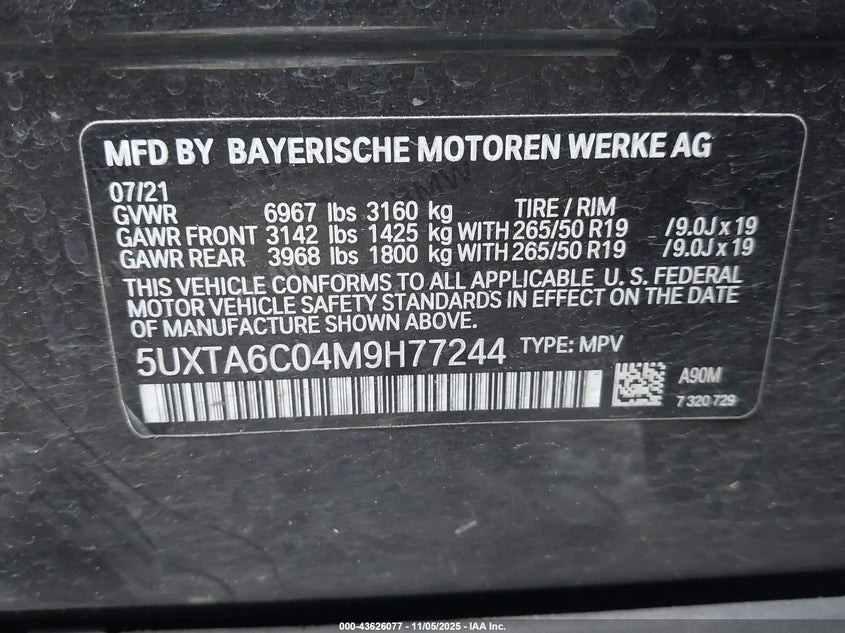 MFD BY BAYERISCHE MOTOREN WERKE AG
07/21
GVWR 6967 lbs 3160 kg TIRE / RIM
GAWR FRONT 3142 lbs 1425 kg WITH 265/50 R19 /9.0J x 19
GAWR REAR 3968 lbs 1800 kg WITH 265/50 R19 /9.0J x 19
THIS VEHICLE CONFORMS TO ALL APPLICABLE U. S. FEDERAL
MOTOR VEHICLE SAFETY STANDARDS IN EFFECT ON THE DATE
OF MANUFACTURE SHOWN ABOVE.
5UXTA6C04M9H77244 TYPE: MPV
A90M
7 320 729
000-43626077 - 11/05/2025 - IAA Inc.